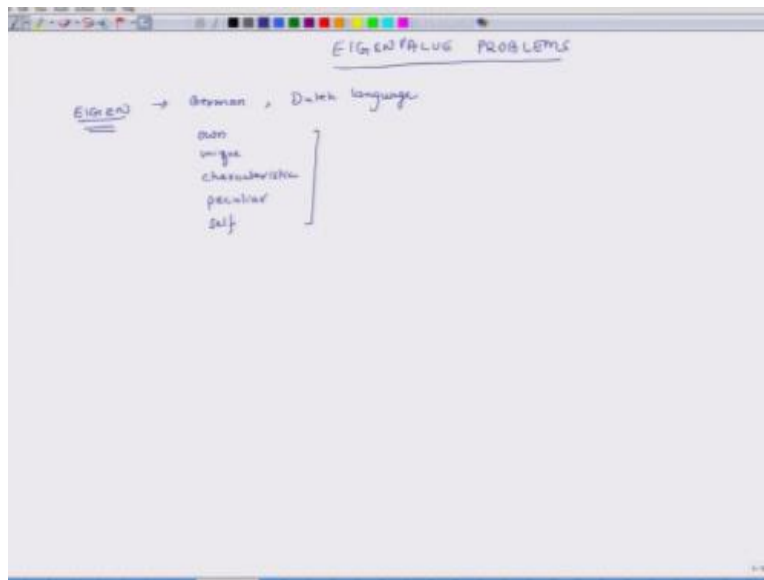 EIGENVALUE PROBLEMS
EIGEN → German , Dutch language
own
unique
characteristic
peculiar
self